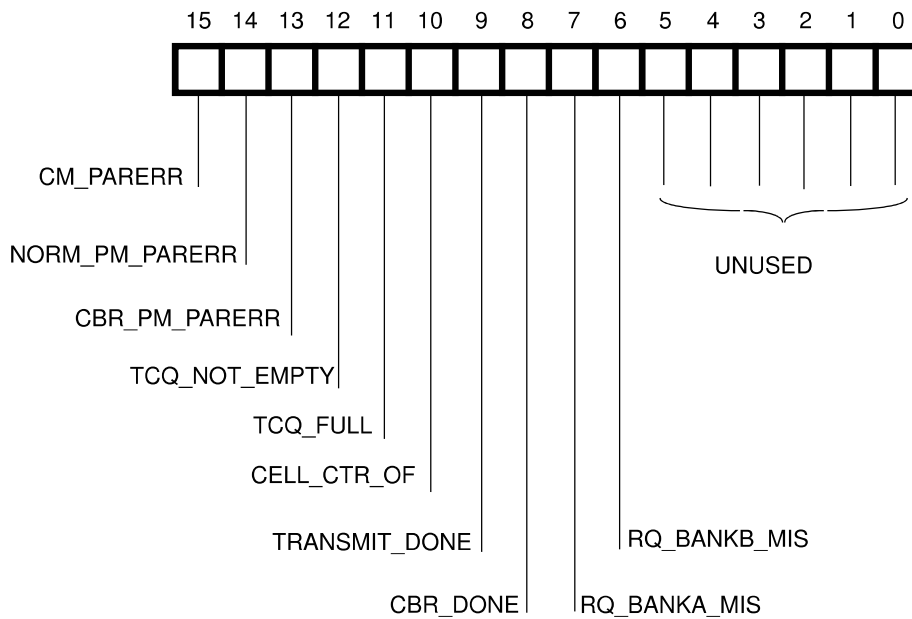 15 14 13 12 11 10 9 8 7 6 5 4 3 2 1 0
CM_PARERR
NORM_PM_PARERR
UNUSED
CBR_PM_PARERR
TCQ_NOT_EMPTY
TCQ_FULL
CELL_CTR_OF
TRANSMIT_DONE
RQ_BANKB_MIS
CBR_DONE
RQ_BANKA_MIS